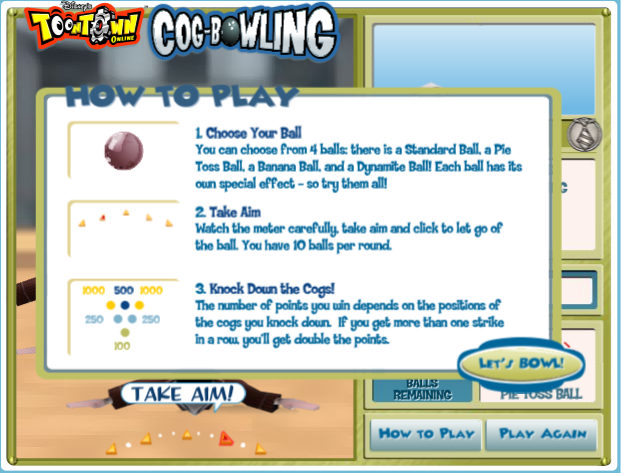 Disney's
TOONTOWN
ONLINE
COG-BOWLING
HOW TO PLAY
1. Choose Your Ball
You can choose from 4 balls: there is a Standard Ball, a Pie
Toss Ball, a Banana Ball, and a Dynamite Ball! Each ball has its
own special effect - so try them all!
2. Take Aim
Watch the meter carefully, take aim and click to let go of
the ball. You have 10 balls per round.
1000 500 1000
250 250
100
3. Knock Down the Cogs!
The number of points you win depends on the positions of
the cogs you knock down. If you get more than one strike
in a row, you'll get double the points.
LET'S BOWL!
TAKE AIM!
BALLS
REMAINING
PIE TOSS BALL
HOW TO PLAY
PLAY AGAIN